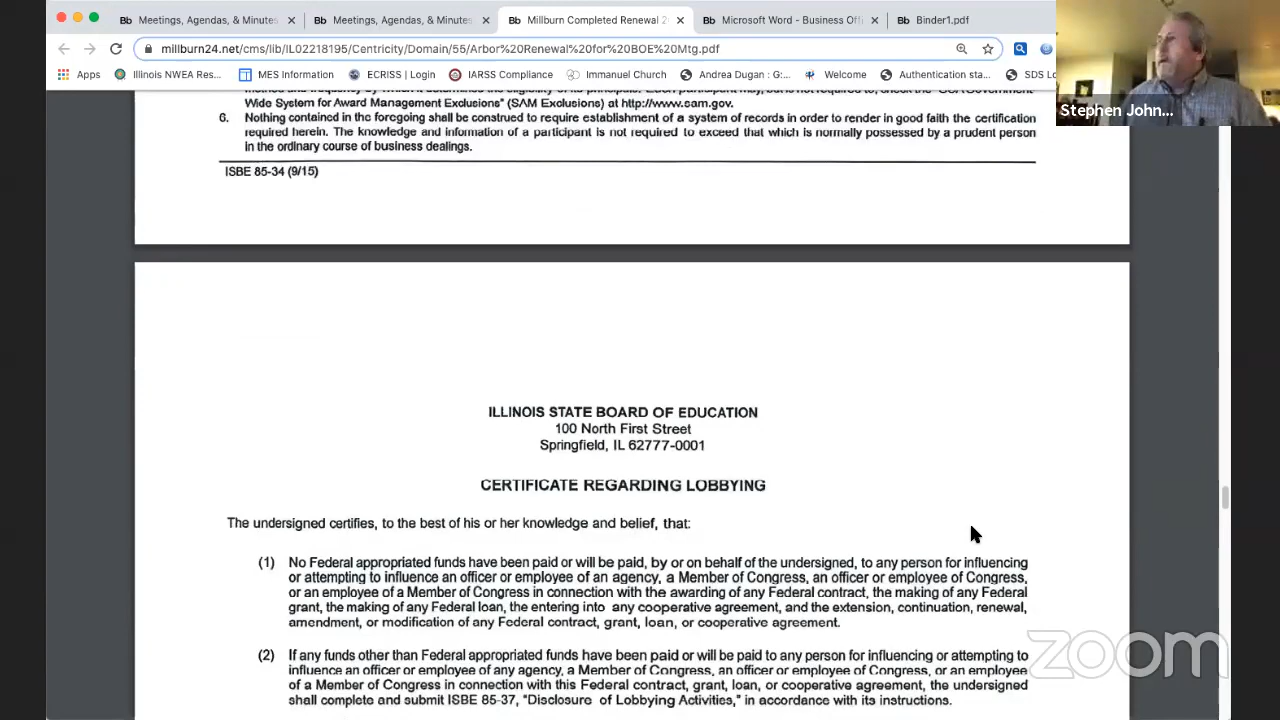 Bb Meetings, Agendas, & Minutes × Bb Meetings, Agendas, & Minutes × Bb Millburn Completed Renewal 2 × Bb Microsoft Word - Business Offi × Bb Binder1.pdf
millburn24.net/cms/lib/IL02218195/Centricity/Domain/55/Arbor%20Renewal%20for%20BOE%20Mtg.pdf
Apps Illinois NWEA Res... MES Information ECRISS | Login IARSS Compliance Immanuel Church Andrea Dugan : G:... Welcome Authentication sta... SDS Lo
Stephen John...
Wide System for Award Management Exclusions" (SAM Exclusions) at http://www.sam.gov.
6. Nothing contained in the foregoing shall be construed to require establishment of a system of records in order to render in good faith the certification
required herein. The knowledge and information of a participant is not required to exceed that which is normally possessed by a prudent person
in the ordinary course of business dealings.
ISBE 85-34 (9/15)
ILLINOIS STATE BOARD OF EDUCATION
100 North First Street
Springfield, IL 62777-0001
CERTIFICATE REGARDING LOBBYING
The undersigned certifies, to the best of his or her knowledge and belief, that:
(1) No Federal appropriated funds have been paid or will be paid, by or on behalf of the undersigned, to any person for influencing
or attempting to influence an officer or employee of an agency, a Member of Congress, an officer or employee of Congress,
or an employee of a Member of Congress in connection with the awarding of any Federal contract, the making of any Federal
grant, the making of any Federal loan, the entering into any cooperative agreement, and the extension, continuation, renewal,
amendment, or modification of any Federal contract, grant, loan, or cooperative agreement.
(2) If any funds other than Federal appropriated funds have been paid or will be paid to any person for influencing or attempting to
influence an officer or employee of any agency, a Member of Congress, an officer or employee of Congress, or an employee
of a Member of Congress in connection with this Federal contract, grant, loan, or cooperative agreement, the undersigned
shall complete and submit ISBE 85-37, "Disclosure of Lobbying Activities," in accordance with its instructions.
zoom